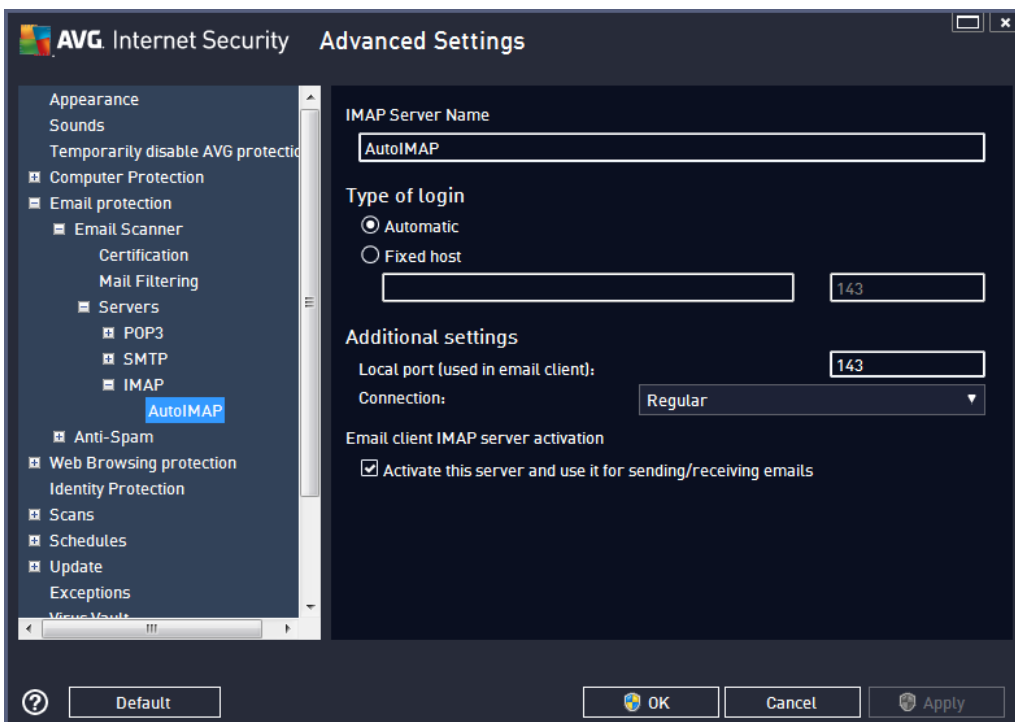 AVG. Internet Security Advanced Settings
Appearance
Sounds
Temporarily disable AVG protectio
Computer Protection
Email protection
Email Scanner
Certification
Mail Filtering
Servers
POP3
SMTP
IMAP
AutoIMAP
Anti-Spam
Web Browsing protection
Identity Protection
Scans
Schedules
Update
Exceptions
Virus Vault
IMAP Server Name
AutoIMAP
Type of login
Automatic
Fixed host
143
Additional settings
Local port (used in email client):
143
Connection:
Regular
Email client IMAP server activation
Activate this server and use it for sending/receiving emails
Default
OK
Cancel
Apply